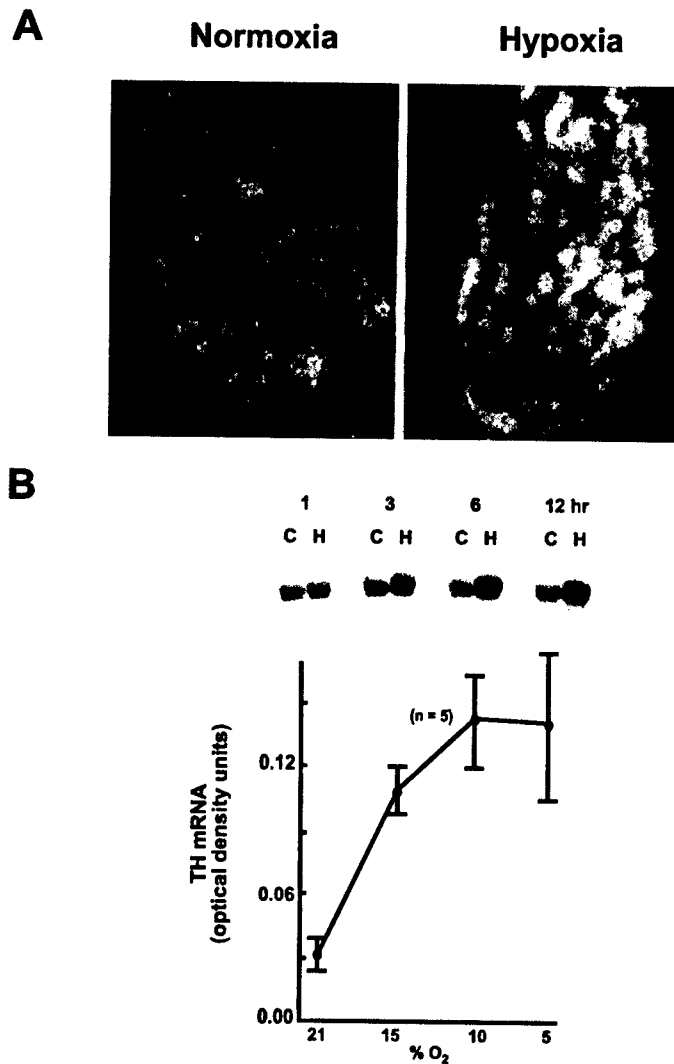 A
Normoxia Hypoxia
B
1 3 6 12 hr
C H C H C H C H
(n = 5)
TH mRNA
(optical density units)
0.12
0.06
0.00
21 15 10 5
% O₂